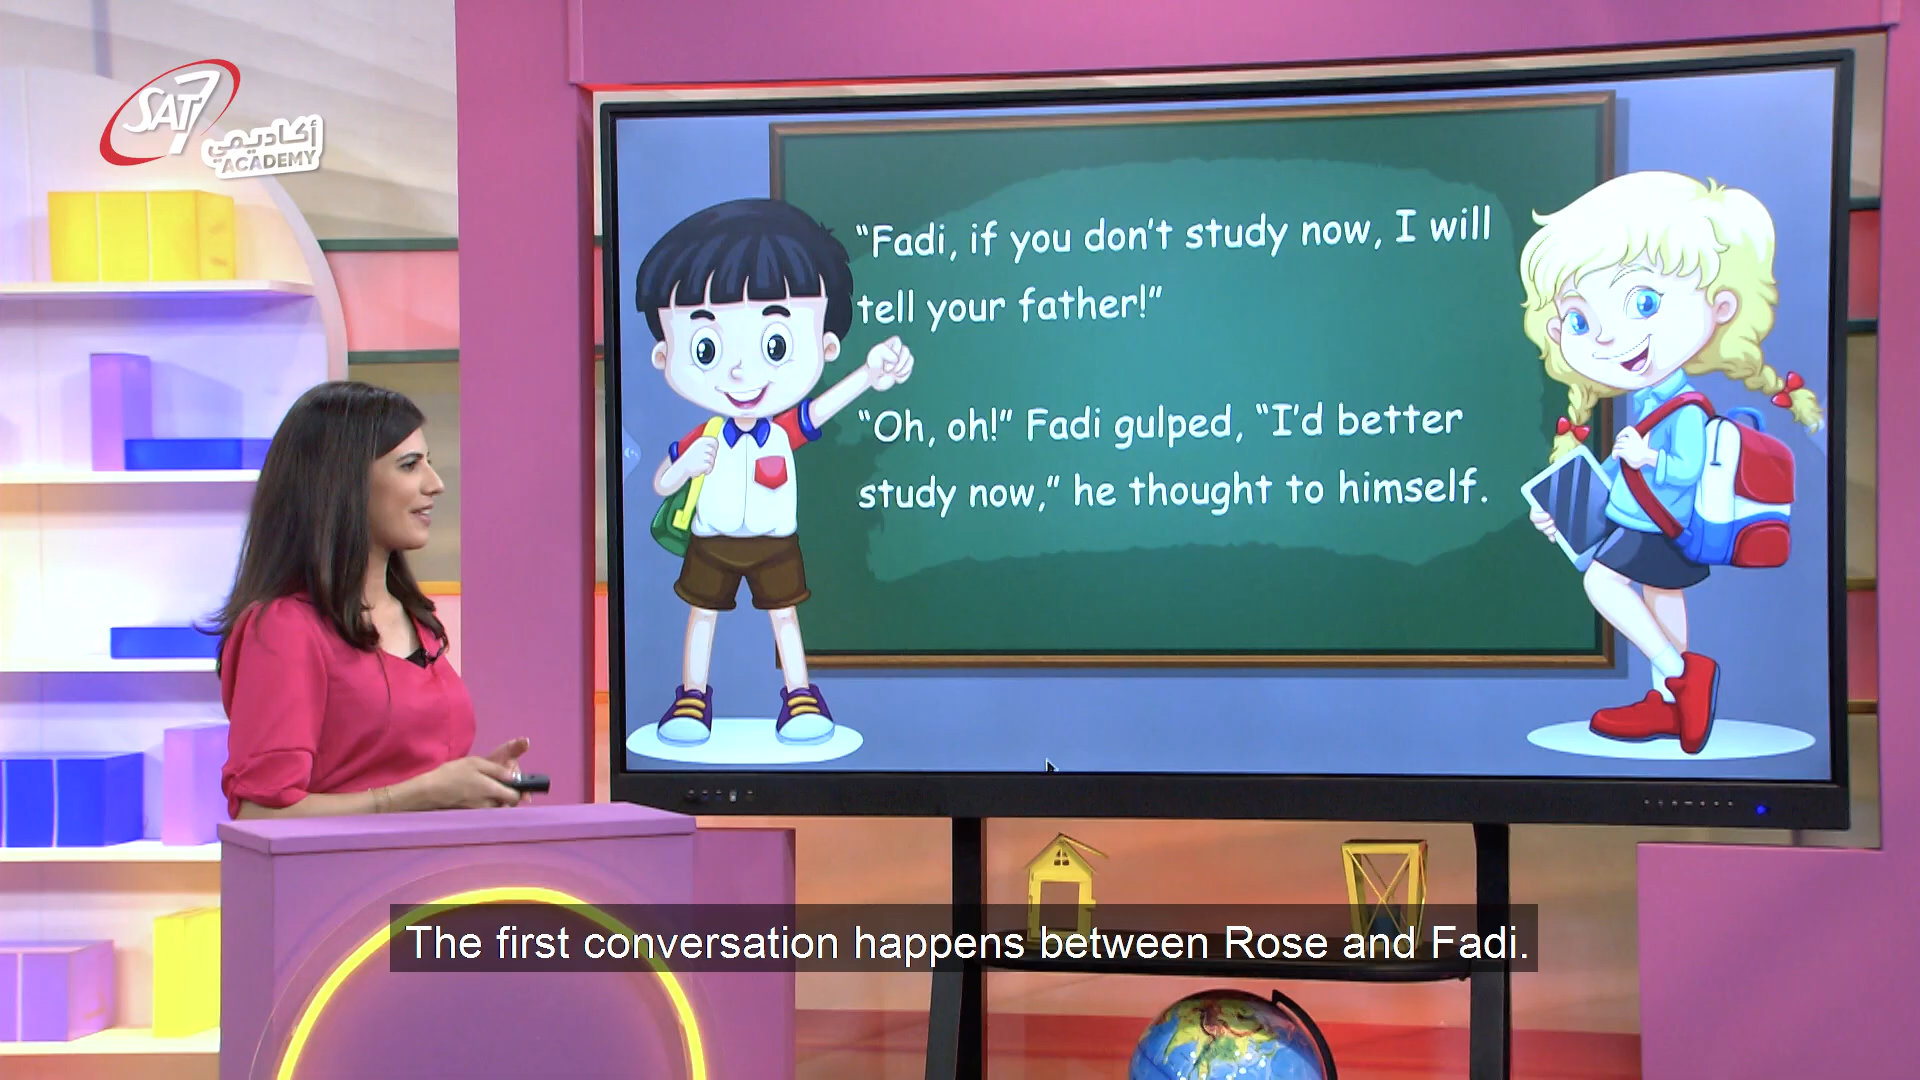 SAT7
أكاديمي
ACADEMY
“Fadi, if you don’t study now, I will
tell your father!”
“Oh, oh!” Fadi gulped, “I’d better
study now,” he thought to himself.
The first conversation happens between Rose and Fadi.